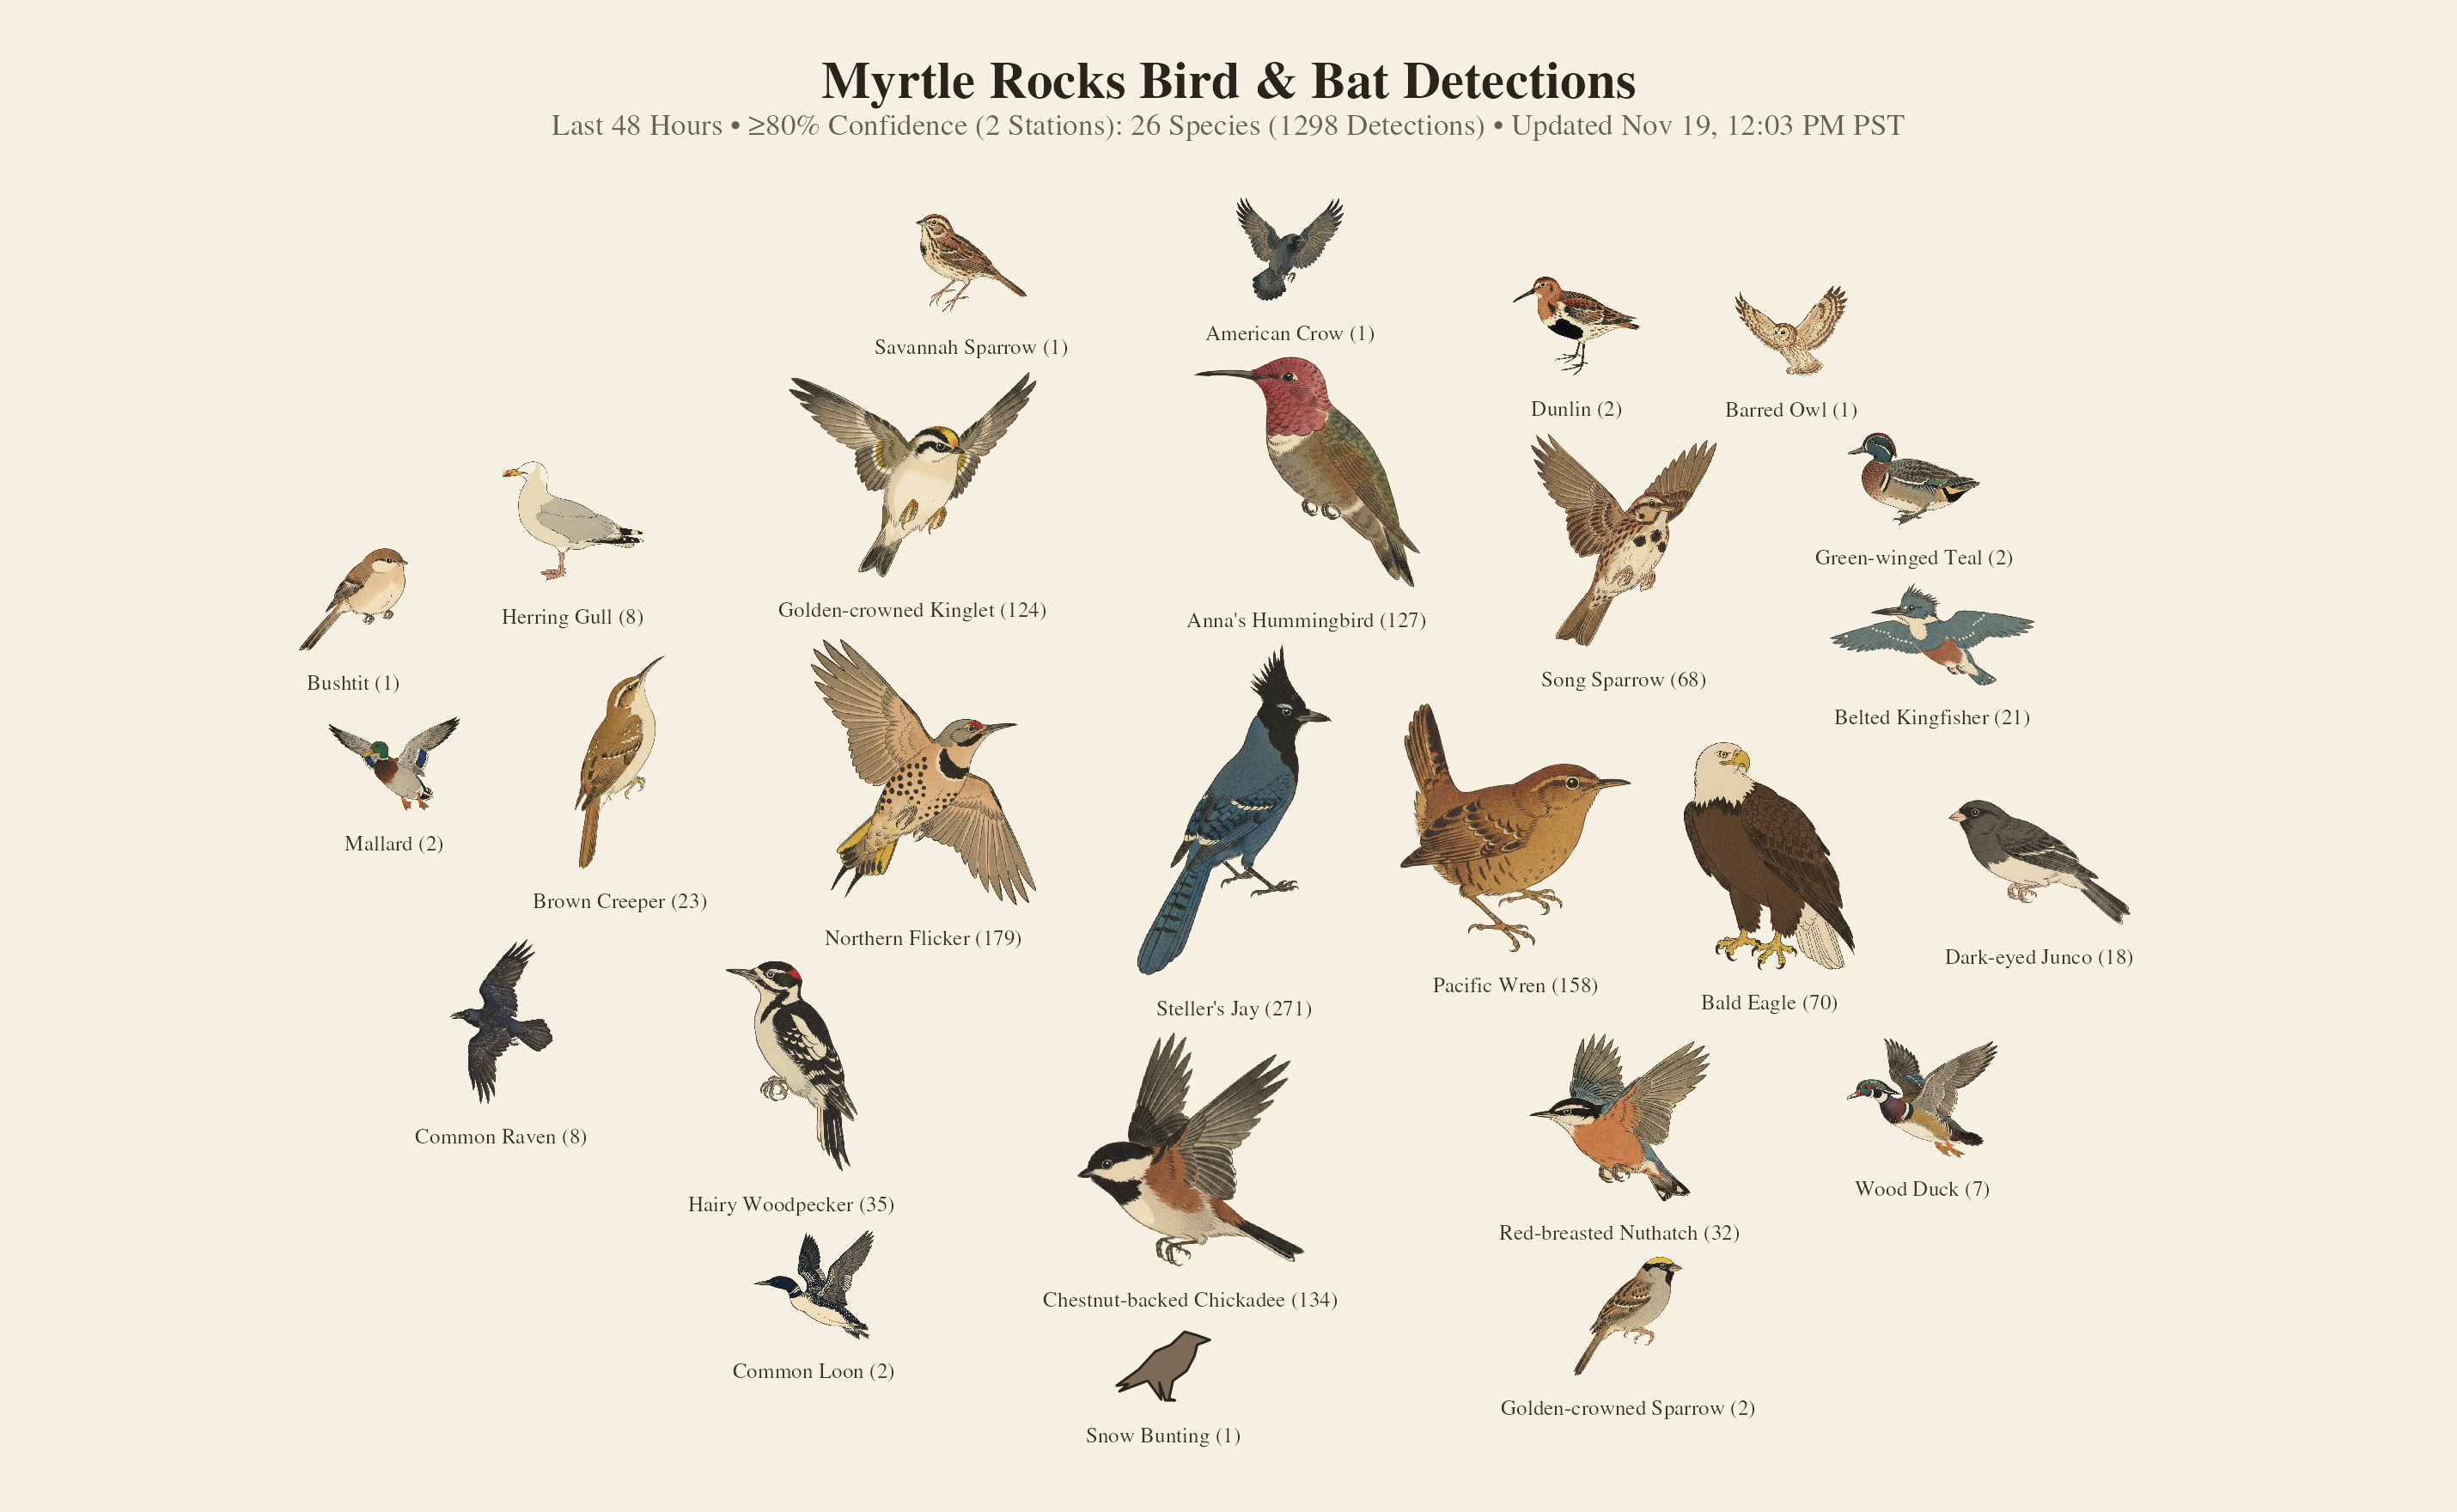 Myrtle Rocks Bird & Bat Detections
Last 48 Hours • ≥80% Confidence (2 Stations): 26 Species (1298 Detections) • Updated Nov 19, 12:03 PM PST
Savannah Sparrow (1)
American Crow (1)
Dunlin (2)
Barred Owl (1)
Green-winged Teal (2)
Herring Gull (8)
Golden-crowned Kinglet (124)
Anna's Hummingbird (127)
Song Sparrow (68)
Bushtit (1)
Belted Kingfisher (21)
Mallard (2)
Brown Creeper (23)
Northern Flicker (179)
Steller's Jay (271)
Pacific Wren (158)
Bald Eagle (70)
Dark-eyed Junco (18)
Common Raven (8)
Hairy Woodpecker (35)
Chestnut-backed Chickadee (134)
Red-breasted Nuthatch (32)
Wood Duck (7)
Common Loon (2)
Snow Bunting (1)
Golden-crowned Sparrow (2)